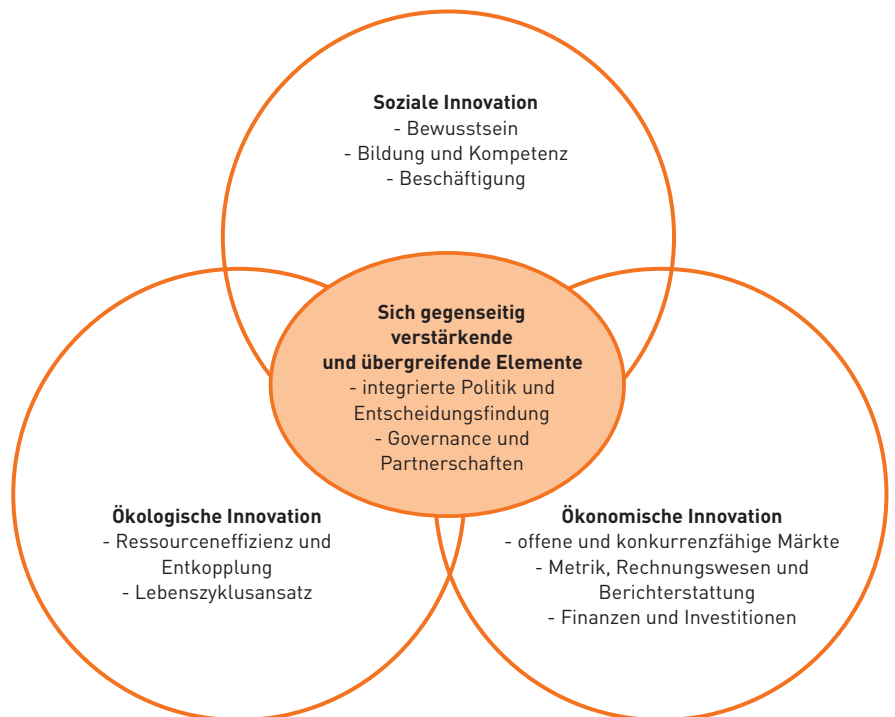 Soziale Innovation
- Bewusstsein
- Bildung und Kompetenz
- Beschäftigung
Sich gegenseitig
verstärkende
und übergreifende Elemente
- integrierte Politik und
Entscheidungsfindung
- Governance und
Partnerschaften
Ökologische Innovation
- Ressourceneffizienz und
Entkopplung
- Lebenszyklusansatz
Ökonomische Innovation
- offene und konkurrenzfähige Märkte
- Metrik, Rechnungswesen und
Berichterstattung
- Finanzen und Investitionen